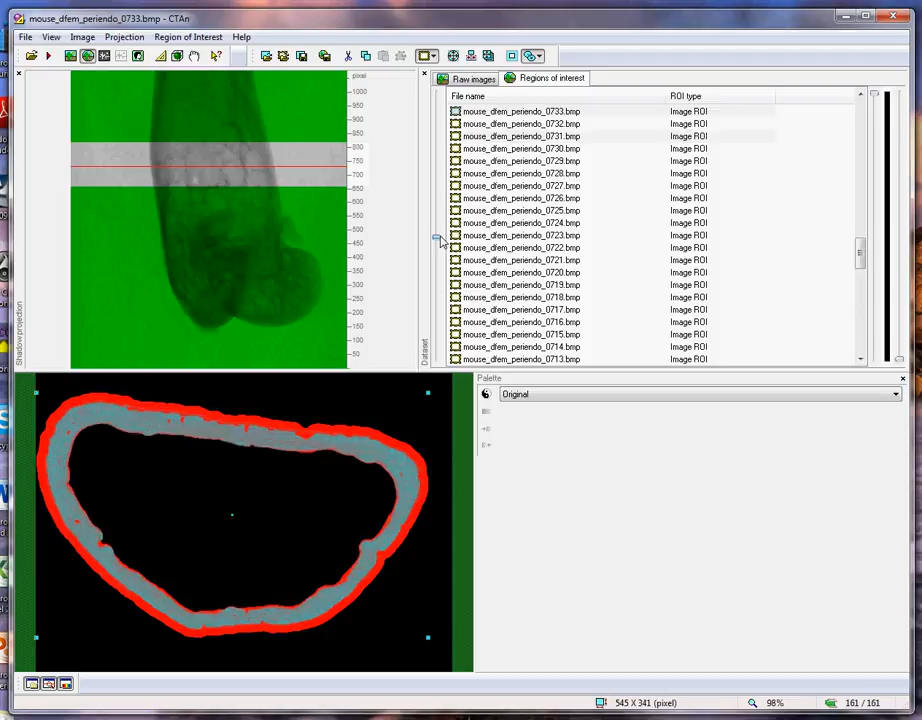 mouse_dfem_periendo_0733.bmp - CTAn
File View Image Projection Region of Interest Help
pixel
1000
900
850
800
750
700
650
600
550
500
450
400
350
300
250
200
150
100
50
Shadow projection
Dataset
Raw images Regions of interest
File name ROI type
mouse_dfem_periendo_0733.bmp Image ROI
mouse_dfem_periendo_0732.bmp Image ROI
mouse_dfem_periendo_0731.bmp Image ROI
mouse_dfem_periendo_0730.bmp Image ROI
mouse_dfem_periendo_0729.bmp Image ROI
mouse_dfem_periendo_0728.bmp Image ROI
mouse_dfem_periendo_0727.bmp Image ROI
mouse_dfem_periendo_0726.bmp Image ROI
mouse_dfem_periendo_0725.bmp Image ROI
mouse_dfem_periendo_0724.bmp Image ROI
mouse_dfem_periendo_0723.bmp Image ROI
mouse_dfem_periendo_0722.bmp Image ROI
mouse_dfem_periendo_0721.bmp Image ROI
mouse_dfem_periendo_0720.bmp Image ROI
mouse_dfem_periendo_0719.bmp Image ROI
mouse_dfem_periendo_0718.bmp Image ROI
mouse_dfem_periendo_0717.bmp Image ROI
mouse_dfem_periendo_0716.bmp Image ROI
mouse_dfem_periendo_0715.bmp Image ROI
mouse_dfem_periendo_0714.bmp Image ROI
mouse_dfem_periendo_0713.bmp Image ROI
Palette
Original
545 X 341 (pixel) 98% 161 / 161